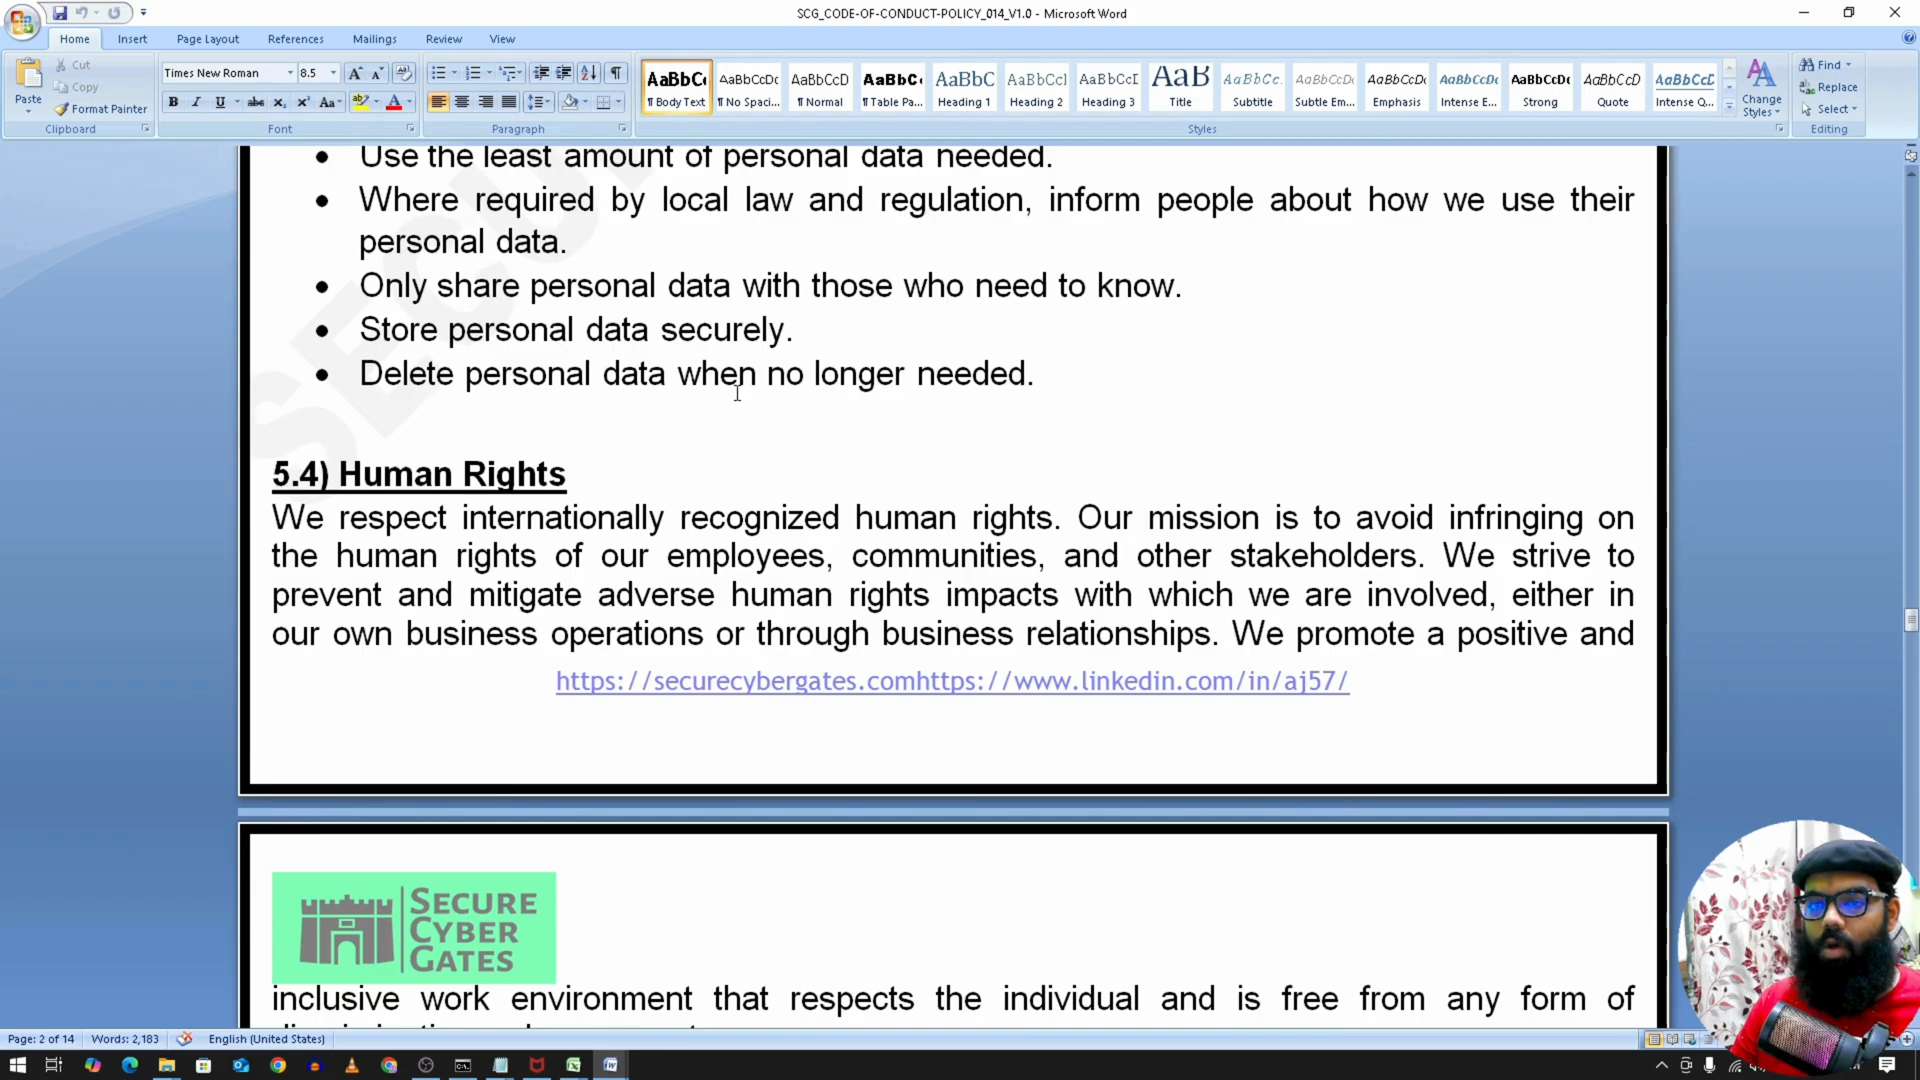 SCG_CODE-OF-CONDUCT-POLICY_014_V1.0 - Microsoft Word
Home Insert Page Layout References Mailings Review View
Paste
Cut
Copy
Format Painter
Clipboard
Times New Roman 8.5
Font
Paragraph
AaBbCc AaBbCcDc AaBbCcD AaBbC AaBbC AaBbCc] AaBbCcI AaB AaBbCc. AaBbCcDc AaBbCcDc AaBbCcDc AaBbCcDc AaBbCcD AaBbCcD
¶ Body Text ¶ No Spaci... ¶ Normal ¶ Table Pa... Heading 1 Heading 2 Heading 3 Title Subtitle Subtle Em... Emphasis Intense E... Strong Quote Intense Q...
Styles
Change
Styles
Find
Replace
Select
Editing
• Use the least amount of personal data needed.
• Where required by local law and regulation, inform people about how we use their
personal data.
• Only share personal data with those who need to know.
• Store personal data securely.
• Delete personal data when no longer needed.
5.4) Human Rights
We respect internationally recognized human rights. Our mission is to avoid infringing on
the human rights of our employees, communities, and other stakeholders. We strive to
prevent and mitigate adverse human rights impacts with which we are involved, either in
our own business operations or through business relationships. We promote a positive and
https://securecybergates.comhttps://www.linkedin.com/in/aj57/
SECURE
CYBER
GATES
inclusive work environment that respects the individual and is free from any form of
Page: 2 of 14 Words: 2,183 English (United States)